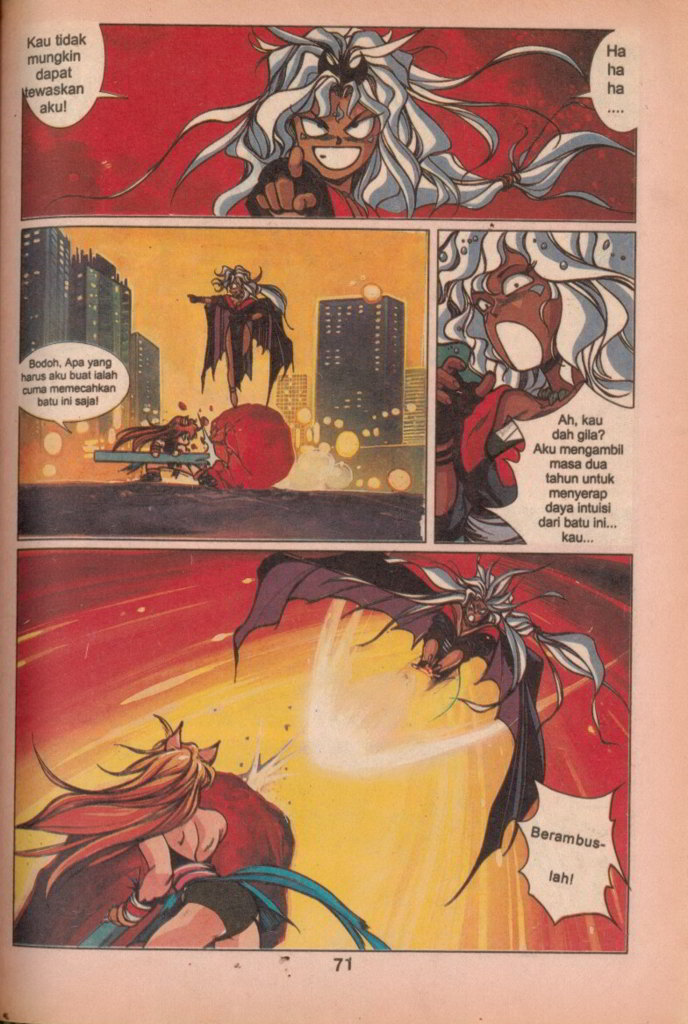 Kau tidak
mungkin
dapat
tewaskan
aku!
Ha
ha
ha
....
Bodoh, Apa yang
harus aku buat ialah
cuma memecahkan
batu ini saja!
Ah, kau
dah gila?
Aku mengambil
masa dua
tahun untuk
menyerap
daya intuisi
dari batu ini...
kau...
Berambus-
lah!
71